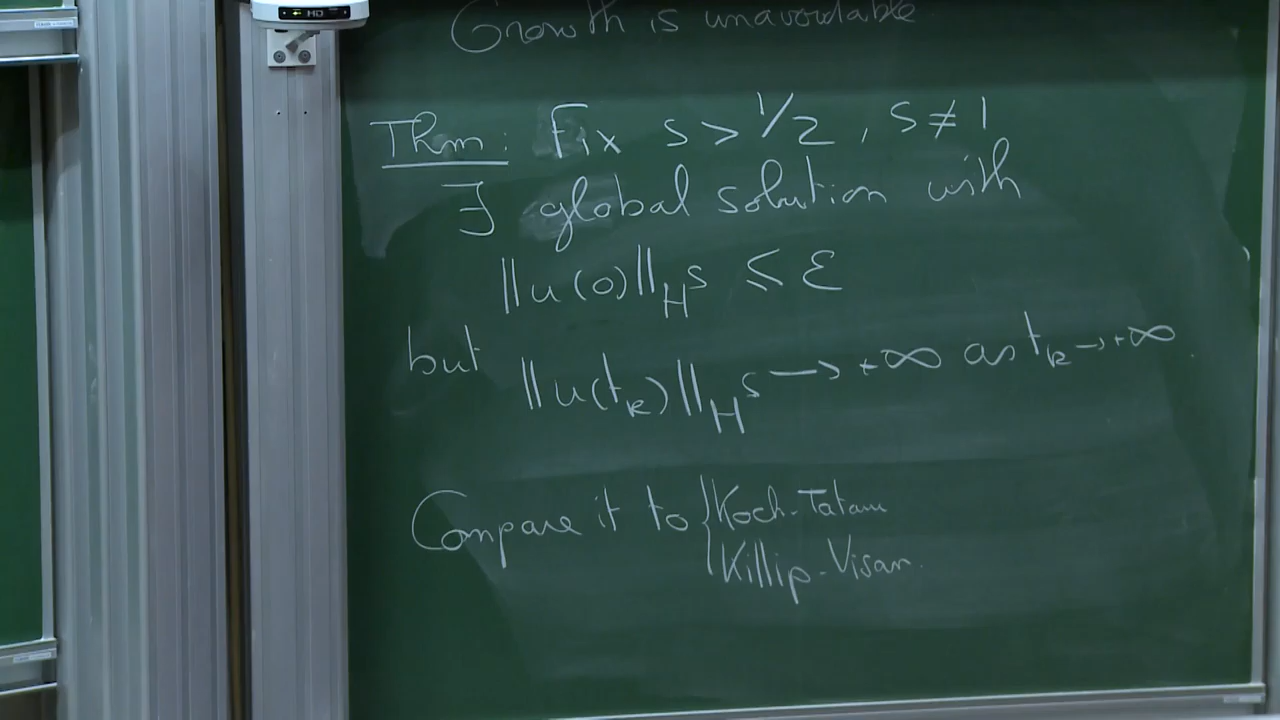 Growth is unavoidable
Thm: Fix s > 1/2, s ≠ 1
∃ global solution with
||u(0)||_{H^s} ≤ ε
but ||u(t_k)||_{H^s} → +∞ as t_k → +∞.
Compare it to { Koch-Tataru
Killip-Visan.
HD